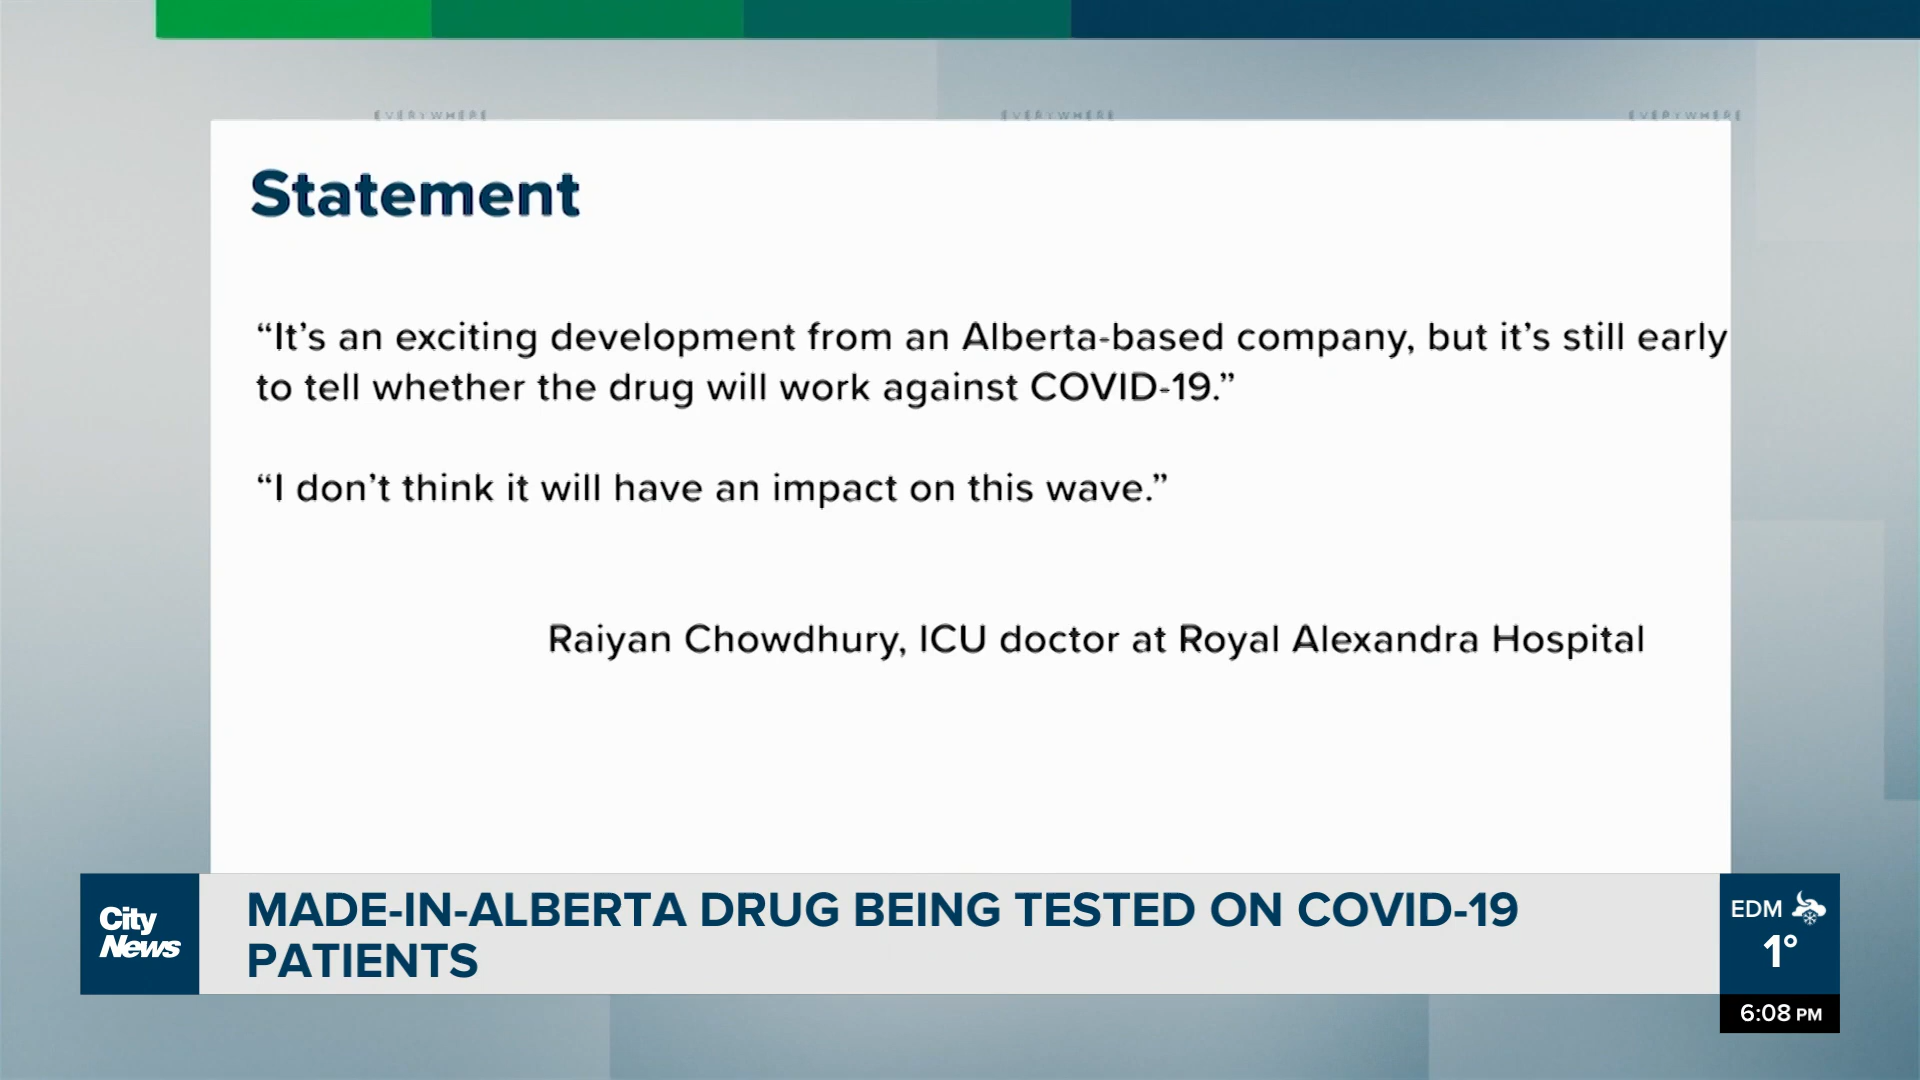 EVERYWHERE EVERYWHERE EVERYWHERE
Statement
“It’s an exciting development from an Alberta-based company, but it’s still early
to tell whether the drug will work against COVID-19.”
“I don’t think it will have an impact on this wave.”
Raiyan Chowdhury, ICU doctor at Royal Alexandra Hospital
City
News
MADE-IN-ALBERTA DRUG BEING TESTED ON COVID-19
PATIENTS
EDM
1°
6:08 PM